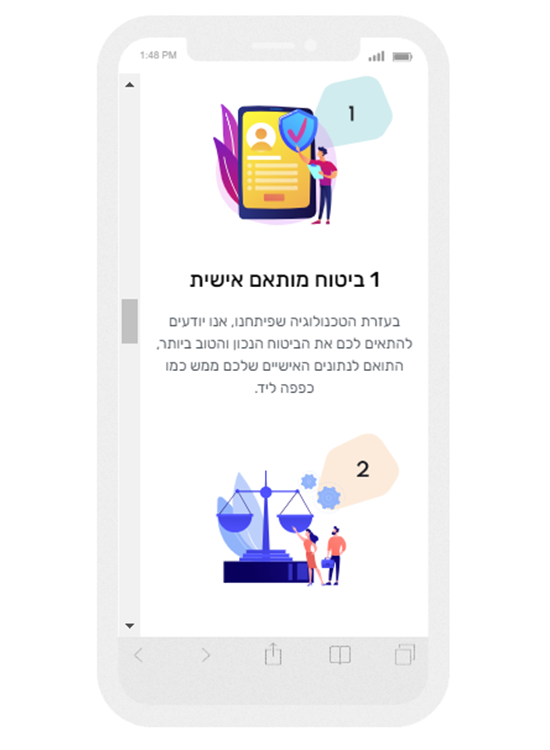 1:48 PM
1
1 ביטוח מותאם אישית
בעזרת הטכנולוגיה שפיתחנו, אנו יודעים
להתאים לכם את הביטוח הנכון והטוב ביותר,
התואם לנתונים האישיים שלכם ממש כמו
כפפה ליד.
2